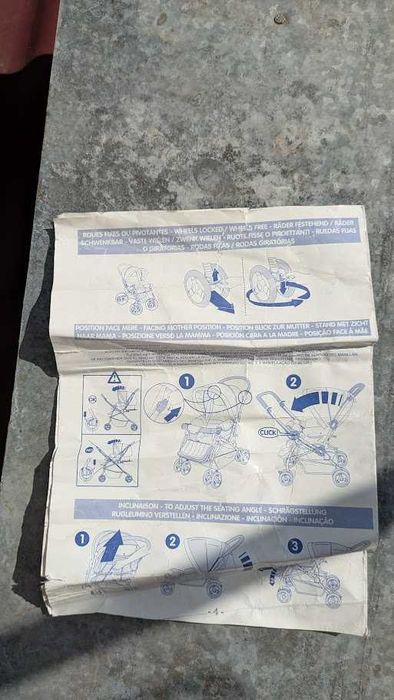 ROUES FIXES OU PIVOTANTES - WHEELS LOCKED / WHEELS FREE - RÄDER FESTEHEND / RÄDER
SCHWENKBAR - VASTE WIELEN / ZWENK WIELEN - RUOTE FISSE O PIROETTANTI - RUEDAS FIJAS
O GIRATORIAS - RODAS FIXAS / RODAS GIRATÓRIAS
POSITION FACE MERE - FACING MOTHER POSITION - POSITION BLICK ZUR MUTTER - STAND MET ZICHT
NAAR MAMA - POSIZIONE VERSO LA MAMMA - POSICIÓN CARA A LA MADRE - POSIÇÃO FACE À MÃE
1
2
CLICK
INCLINAISON - TO ADJUST THE SEATING ANGLE - SCHRÄGSTELLUNG
RUGLEUNING VERSTELLEN - INCLINAZIONE - INCLINACIÓN - INCLINAÇÃO
1
2
3
- 4 -